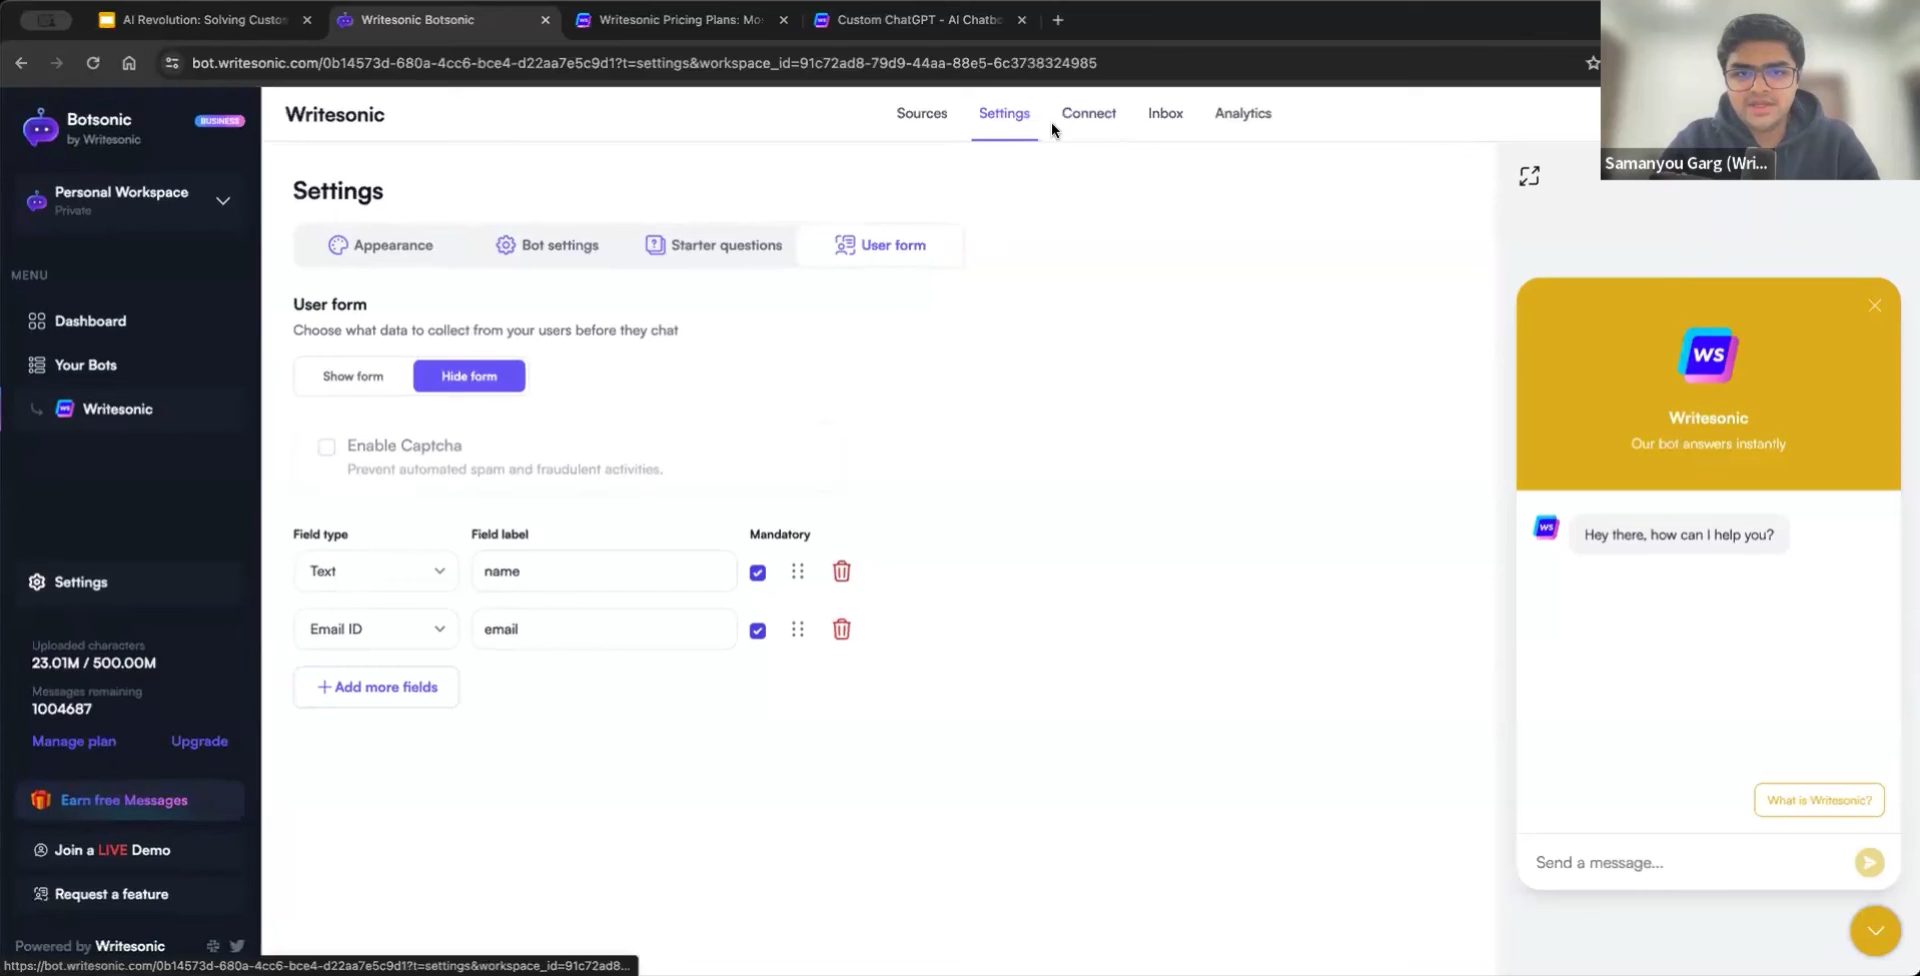 AI Revolution: Solving Custo
Writesonic Botsonic
Writesonic Pricing Plans: Mo
Custom ChatGPT - AI Chatb
bot.writesonic.com/0b14573d-680a-4cc6-bce4-d22aa7e5c9d1?t=settings&workspace_id=91c72ad8-79d9-44aa-88e5-6c3738324985
Samanyou Garg (Wri...
Botsonic
by Writesonic
BUSINESS
Personal Workspace
Private
MENU
Dashboard
Your Bots
WS Writesonic
Settings
Uploaded characters
23.01M / 500.00M
Messages remaining
1004687
Manage plan Upgrade
Earn free Messages
Join a LIVE Demo
Request a feature
Powered by Writesonic
https://bot.writesonic.com/0b14573d-680a-4cc6-bce4-d22aa7e5c9d1?t=settings&workspace_id=91c72ad8...
Writesonic
Sources Settings Connect Inbox Analytics
Settings
Appearance Bot settings Starter questions User form
User form
Choose what data to collect from your users before they chat
Show form Hide form
Enable Captcha
Prevent automated spam and fraudulent activities.
Field type Field label Mandatory
Text name
Email ID email
+ Add more fields
WS
Writesonic
Our bot answers instantly
WS Hey there, how can I help you?
What is Writesonic?
Send a message...